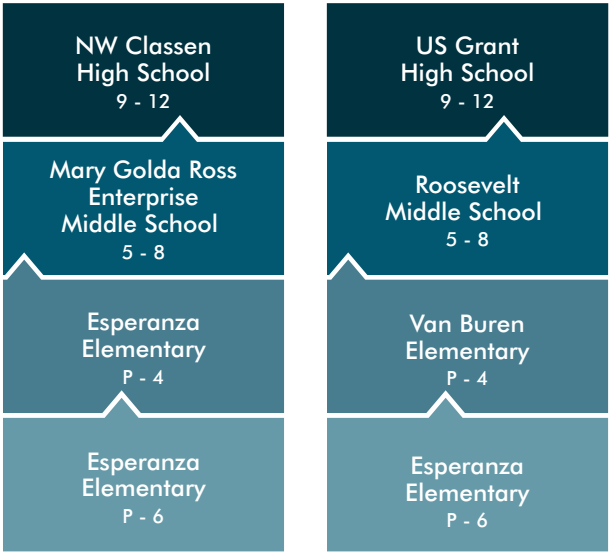 NW Classen
High School
9 - 12
Mary Golda Ross
Enterprise
Middle School
5 - 8
Esperanza
Elementary
P - 4
Esperanza
Elementary
P - 6
US Grant
High School
9 - 12
Roosevelt
Middle School
5 - 8
Van Buren
Elementary
P - 4
Esperanza
Elementary
P - 6